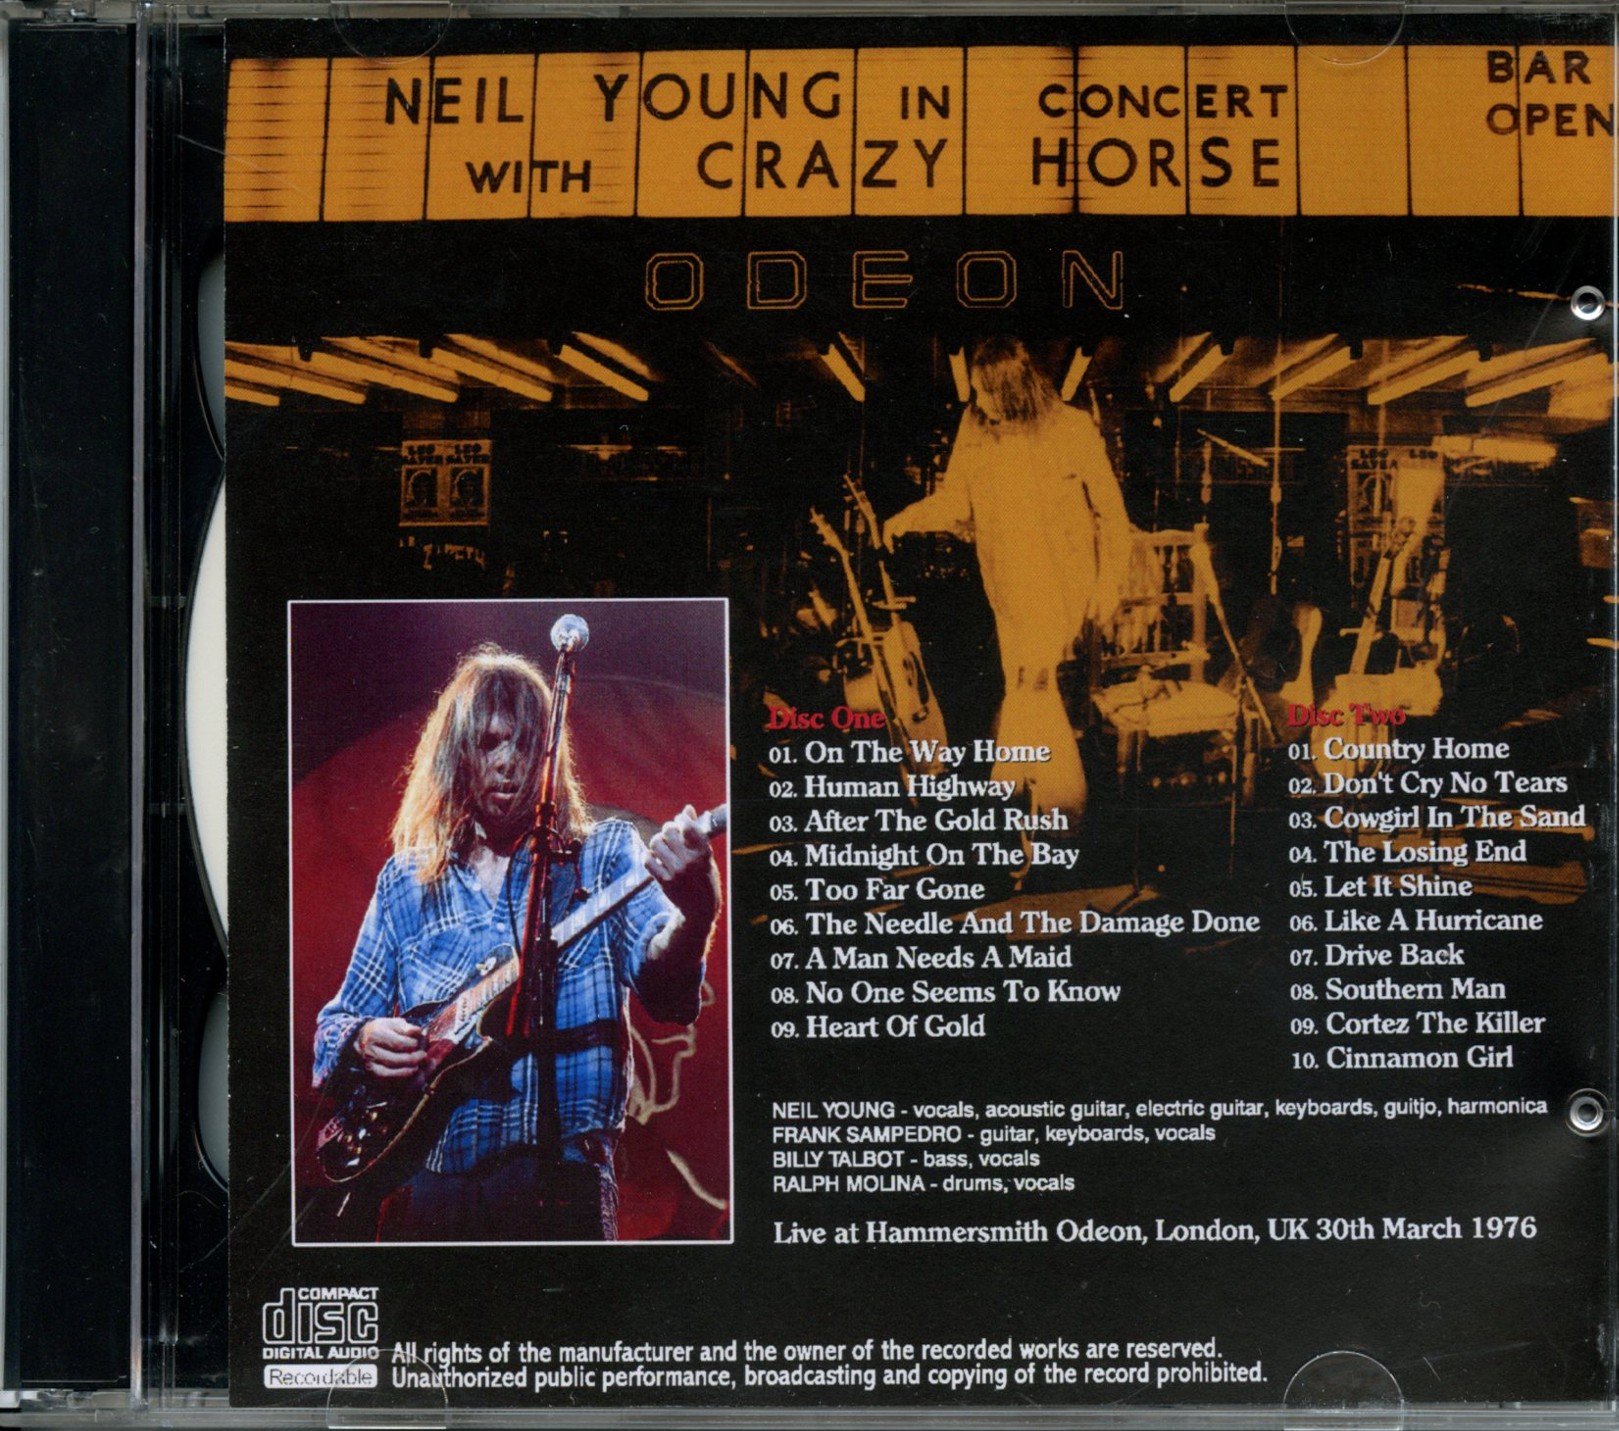 NEIL YOUNG IN CONCERT
WITH CRAZY HORSE
BAR
OPEN
ODEON
LEO LEO
SAYER SAYER
LEO LEO
SAYER
Disc One
01. On The Way Home
02. Human Highway
03. After The Gold Rush
04. Midnight On The Bay
05. Too Far Gone
06. The Needle And The Damage Done
07. A Man Needs A Maid
08. No One Seems To Know
09. Heart Of Gold
Disc Two
01. Country Home
02. Don't Cry No Tears
03. Cowgirl In The Sand
04. The Losing End
05. Let It Shine
06. Like A Hurricane
07. Drive Back
08. Southern Man
09. Cortez The Killer
10. Cinnamon Girl
NEIL YOUNG - vocals, acoustic guitar, electric guitar, keyboards, guitjo, harmonica
FRANK SAMPEDRO - guitar, keyboards, vocals
BILLY TALBOT - bass, vocals
RALPH MOLINA - drums, vocals
Live at Hammersmith Odeon, London, UK 30th March 1976
COMPACT
disc
DIGITAL AUDIO
Recordable
All rights of the manufacturer and the owner of the recorded works are reserved.
Unauthorized public performance, broadcasting and copying of the record prohibited.